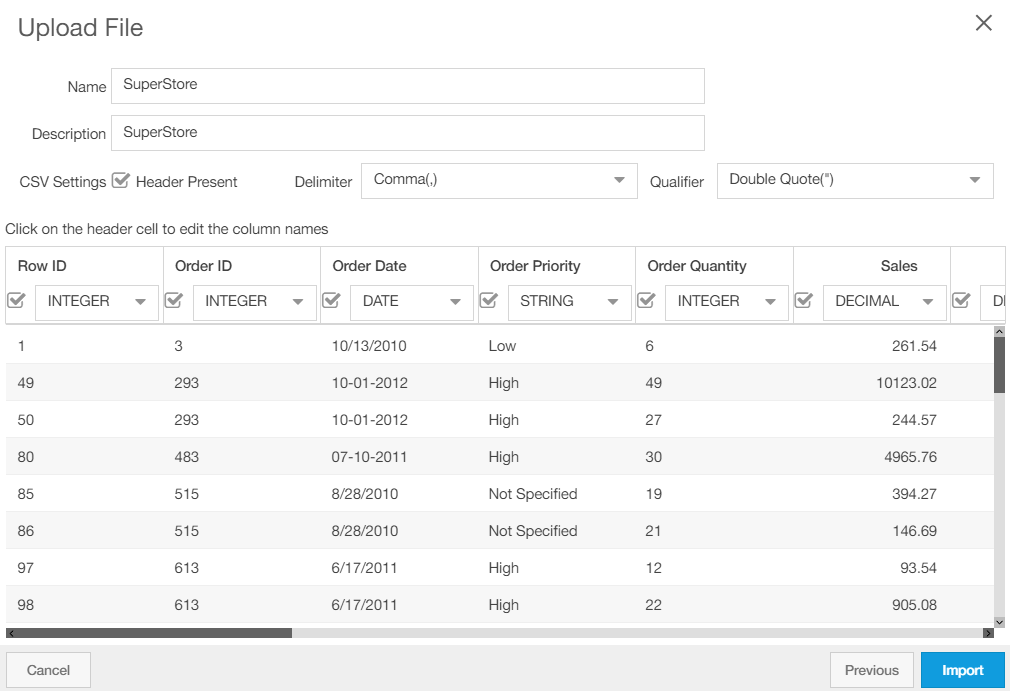 Upload File
Name SuperStore
Description SuperStore
CSV Settings Header Present Delimiter Comma(,) Qualifier Double Quote(")
Click on the header cell to edit the column names
Row ID Order ID Order Date Order Priority Order Quantity Sales
INTEGER INTEGER DATE STRING INTEGER DECIMAL
1 3 10/13/2010 Low 6 261.54
49 293 10-01-2012 High 49 10123.02
50 293 10-01-2012 High 27 244.57
80 483 07-10-2011 High 30 4965.76
85 515 8/28/2010 Not Specified 19 394.27
86 515 8/28/2010 Not Specified 21 146.69
97 613 6/17/2011 High 12 93.54
98 613 6/17/2011 High 22 905.08
Cancel Previous Import